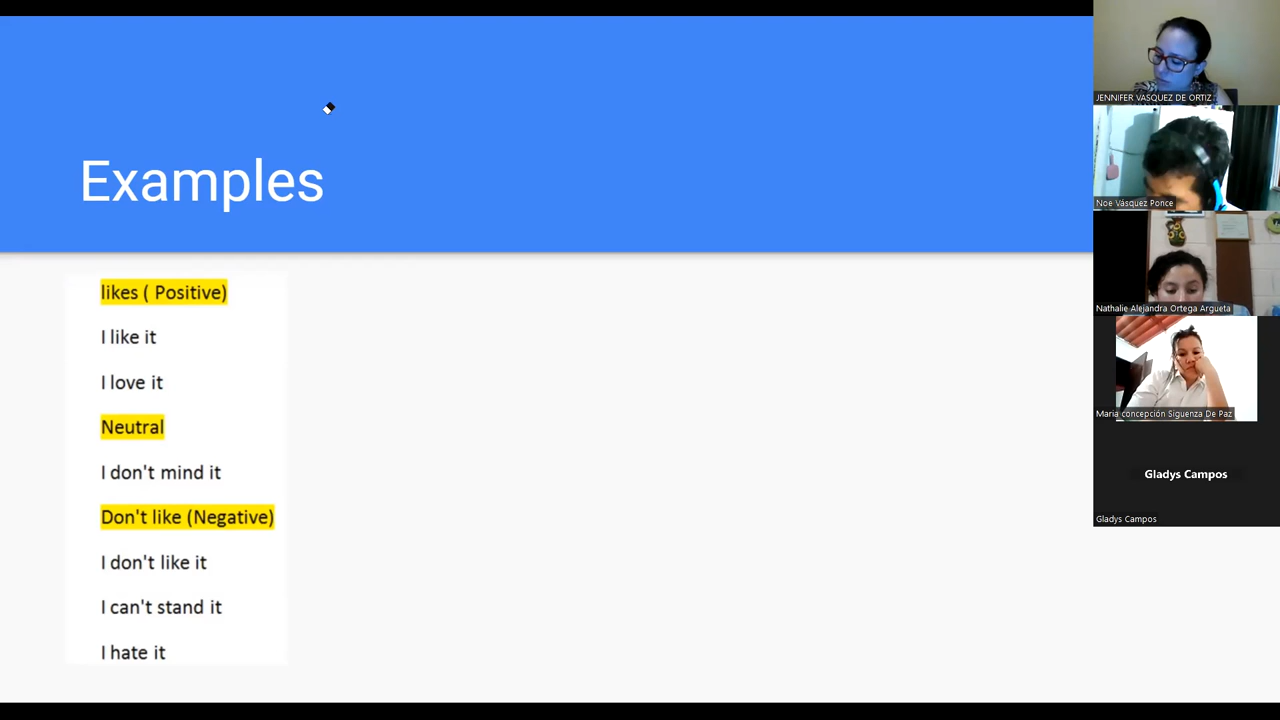 Examples
likes ( Positive)
I like it
I love it
Neutral
I don't mind it
Don't like (Negative)
I don't like it
I can't stand it
I hate it
JENNIFER VASQUEZ DE ORTIZ
Noe Vásquez Ponce
Nathalie Alejandra Ortega Argueta
Maria concepción Siguenza De Paz
Gladys Campos
Gladys Campos